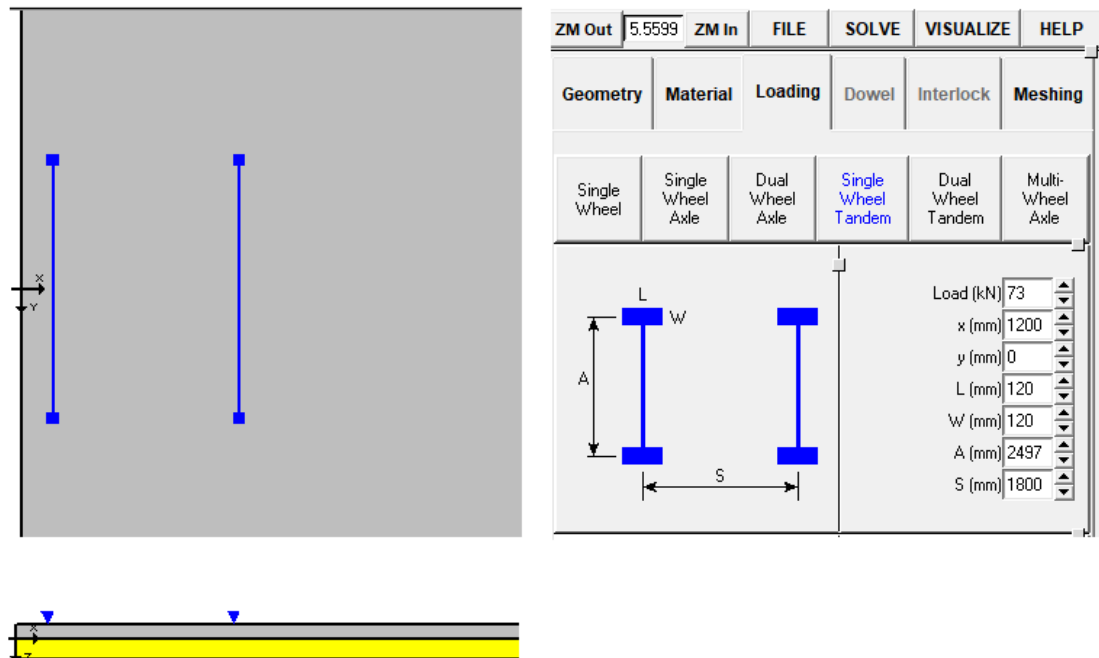 ZM Out 5.5599 ZM In FILE SOLVE VISUALIZE HELP
Geometry Material Loading Dowel Interlock Meshing
Single Wheel
Single Wheel Axle
Dual Wheel Axle
Single Wheel Tandem
Dual Wheel Tandem
Multi-Wheel Axle
X
Y
L
W
A
S
Load (kN) 73
x (mm) 1200
y (mm) 0
L (mm) 120
W (mm) 120
A (mm) 2497
S (mm) 1800
X
Z